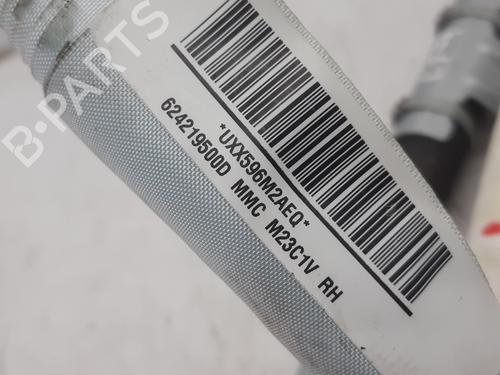 B-PARTS
*UXX596M2AEQ*
624219500D MMC M23C1V RH